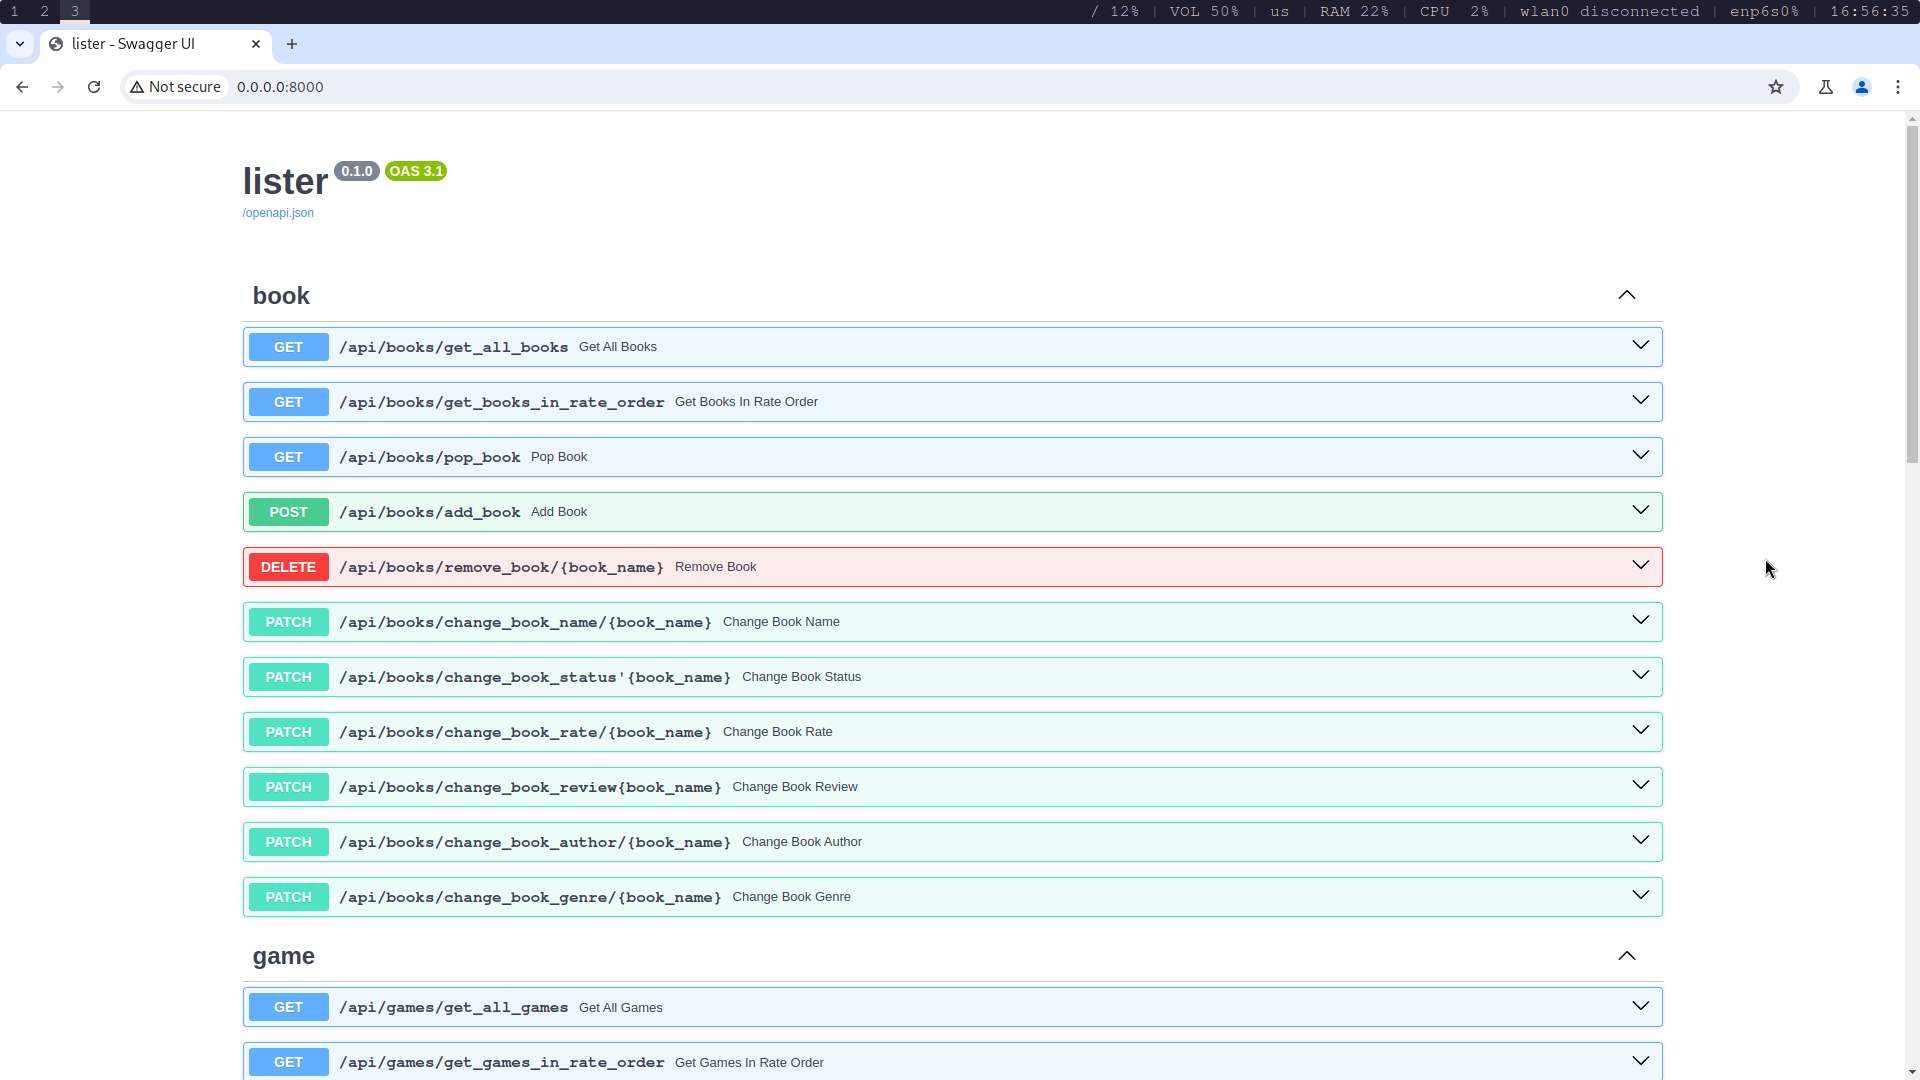 1 2 3 / 12% | VOL 50% | us | RAM 22% | CPU 2% | wlan0 disconnected | enp6s0% | 16:56:35
lister - Swagger UI
Not secure 0.0.0.0:8000
lister 0.1.0 OAS 3.1
/openapi.json
book
GET /api/books/get_all_books Get All Books
GET /api/books/get_books_in_rate_order Get Books In Rate Order
GET /api/books/pop_book Pop Book
POST /api/books/add_book Add Book
DELETE /api/books/remove_book/{book_name} Remove Book
PATCH /api/books/change_book_name/{book_name} Change Book Name
PATCH /api/books/change_book_status'{book_name} Change Book Status
PATCH /api/books/change_book_rate/{book_name} Change Book Rate
PATCH /api/books/change_book_review{book_name} Change Book Review
PATCH /api/books/change_book_author/{book_name} Change Book Author
PATCH /api/books/change_book_genre/{book_name} Change Book Genre
game
GET /api/games/get_all_games Get All Games
GET /api/games/get_games_in_rate_order Get Games In Rate Order